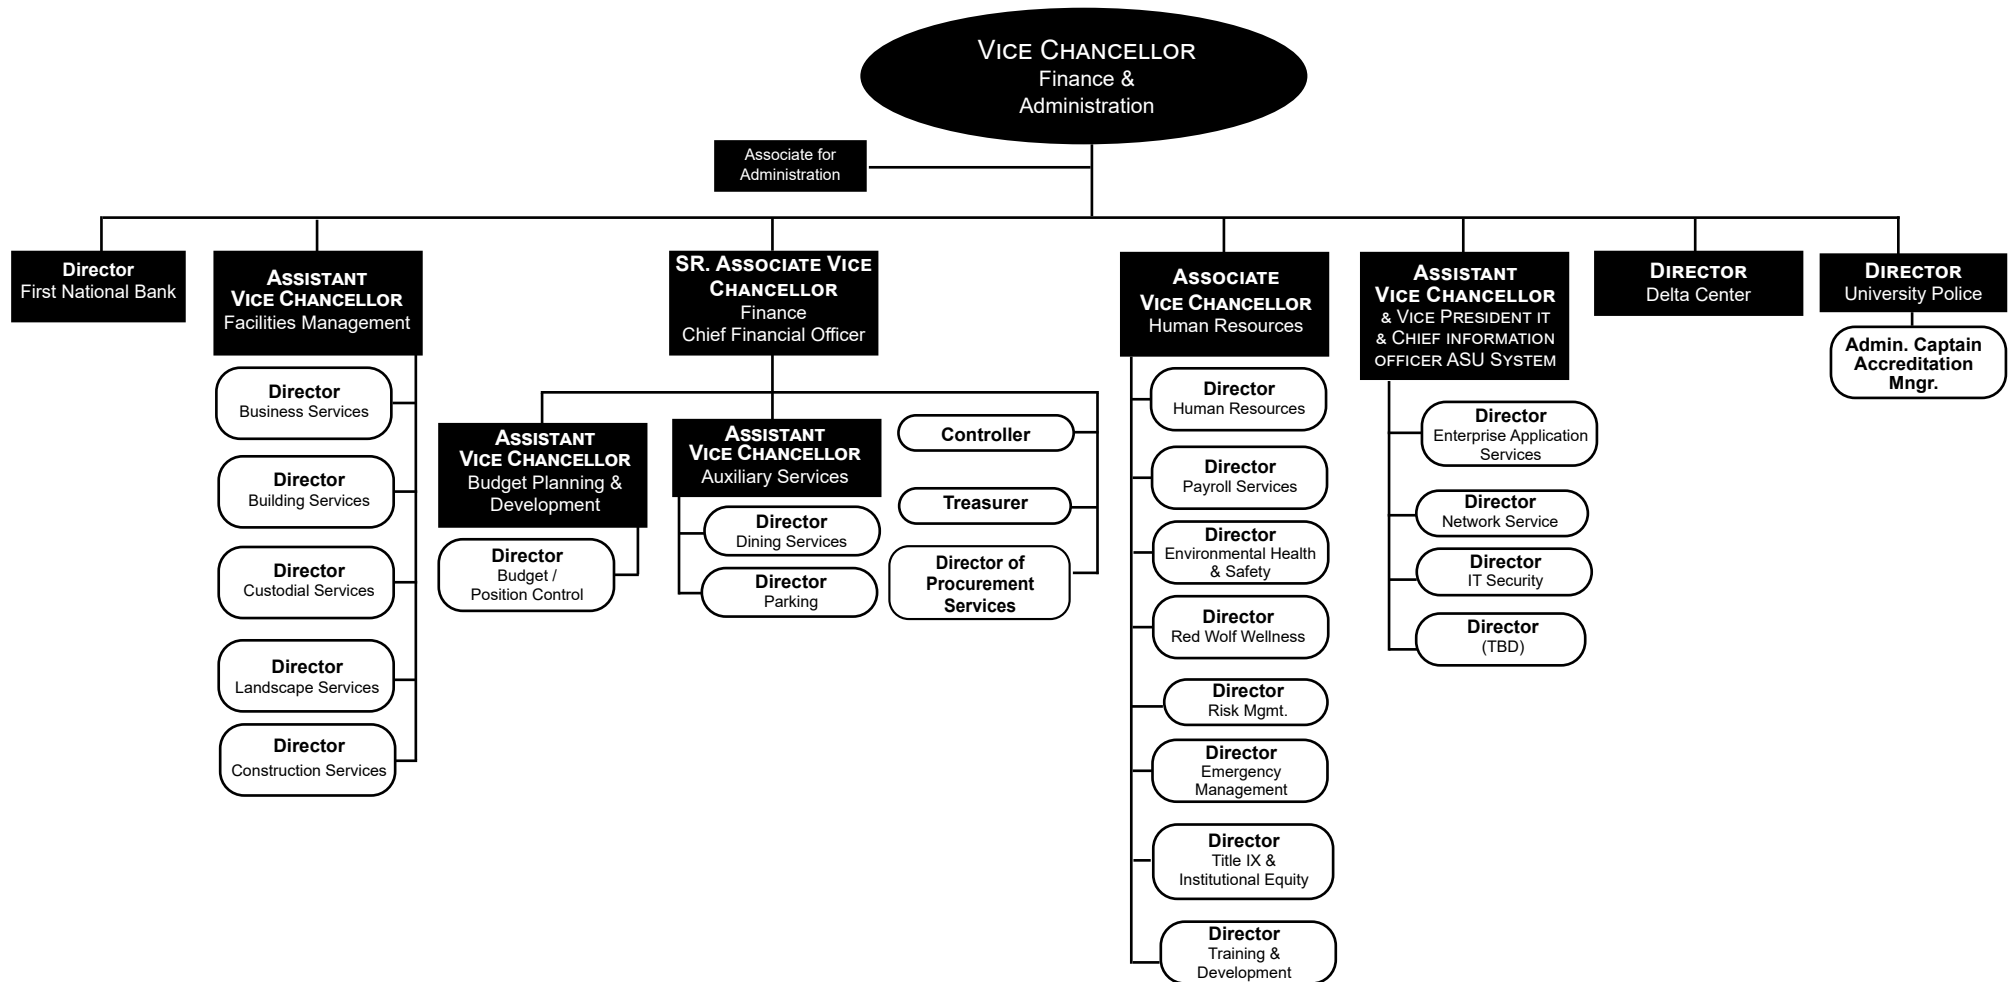 VICE CHANCELLOR
Finance &
Administration
Associate for
Administration
Director
First National Bank
ASSISTANT
VICE CHANCELLOR
Facilities Management
Director
Business Services
Director
Building Services
Director
Custodial Services
Director
Landscape Services
Director
Construction Services
SR. ASSOCIATE VICE
CHANCELLOR
Finance
Chief Financial Officer
ASSISTANT
VICE CHANCELLOR
Budget Planning &
Development
Director
Budget /
Position Control
ASSISTANT
VICE CHANCELLOR
Auxiliary Services
Director
Dining Services
Director
Parking
Controller
Treasurer
Director of
Procurement
Services
ASSOCIATE
VICE CHANCELLOR
Human Resources
Director
Human Resources
Director
Payroll Services
Director
Environmental Health
& Safety
Director
Red Wolf Wellness
Director
Risk Mgmt.
Director
Emergency
Management
Director
Title IX &
Institutional Equity
Director
Training &
Development
ASSISTANT
VICE CHANCELLOR
& VICE PRESIDENT IT
& CHIEF INFORMATION
OFFICER ASU SYSTEM
Director
Enterprise Application
Services
Director
Network Service
Director
IT Security
Director
(TBD)
DIRECTOR
Delta Center
DIRECTOR
University Police
Admin. Captain
Accreditation
Mngr.